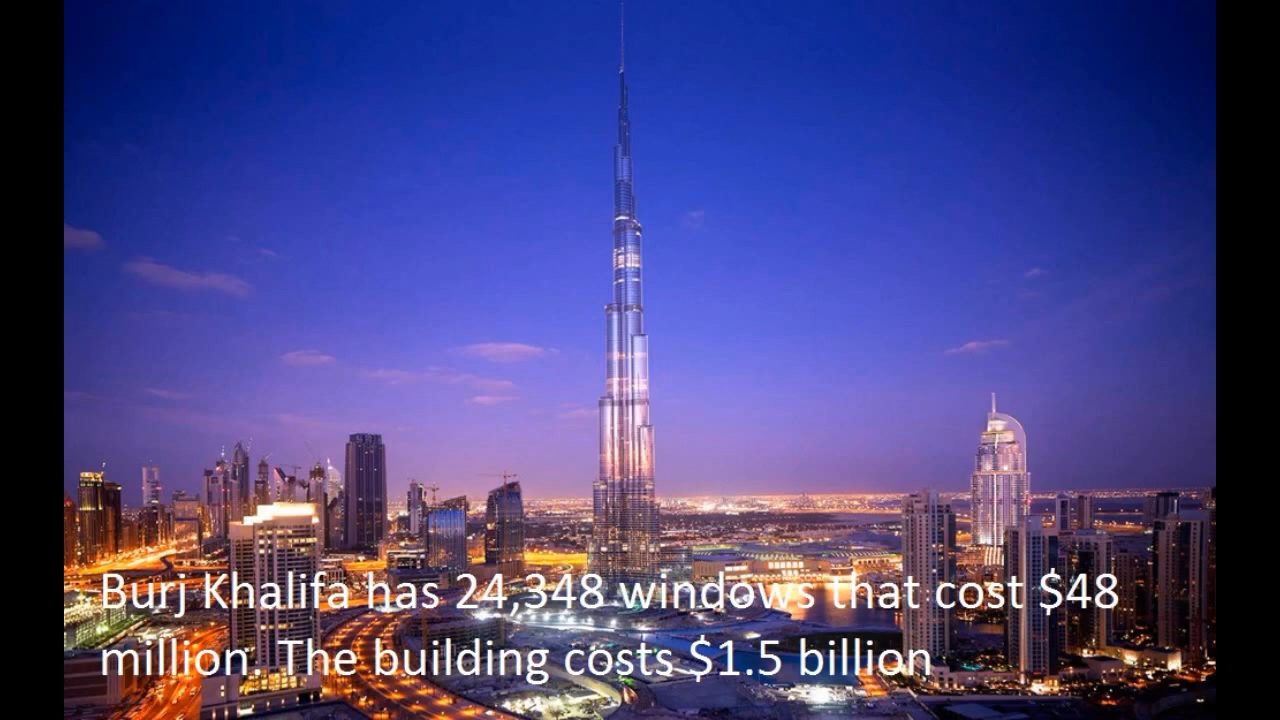 Burj Khalifa has 24,348 windows that cost $48
million. The building costs $1.5 billion